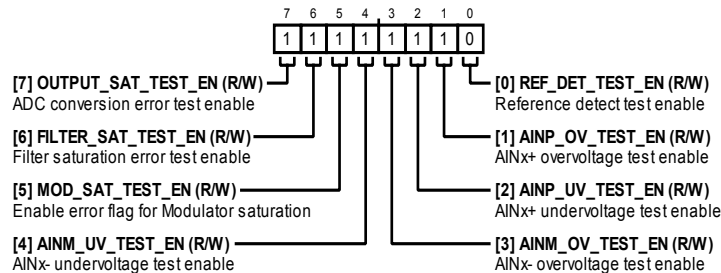 7 6 5 4 3 2 1 0
1 1 1 1 1 1 1 0
[7] OUTPUT_SAT_TEST_EN (R/W)
ADC conversion error test enable
[6] FILTER_SAT_TEST_EN (R/W)
Filter saturation error test enable
[5] MOD_SAT_TEST_EN (R/W)
Enable error flag for Modulator saturation
[4] AINM_UV_TEST_EN (R/W)
AINx- undervoltage test enable
[0] REF_DET_TEST_EN (R/W)
Reference detect test enable
[1] AINP_OV_TEST_EN (R/W)
AINx+ overvoltage test enable
[2] AINP_UV_TEST_EN (R/W)
AINx+ undervoltage test enable
[3] AINM_OV_TEST_EN (R/W)
AINx- overvoltage test enable